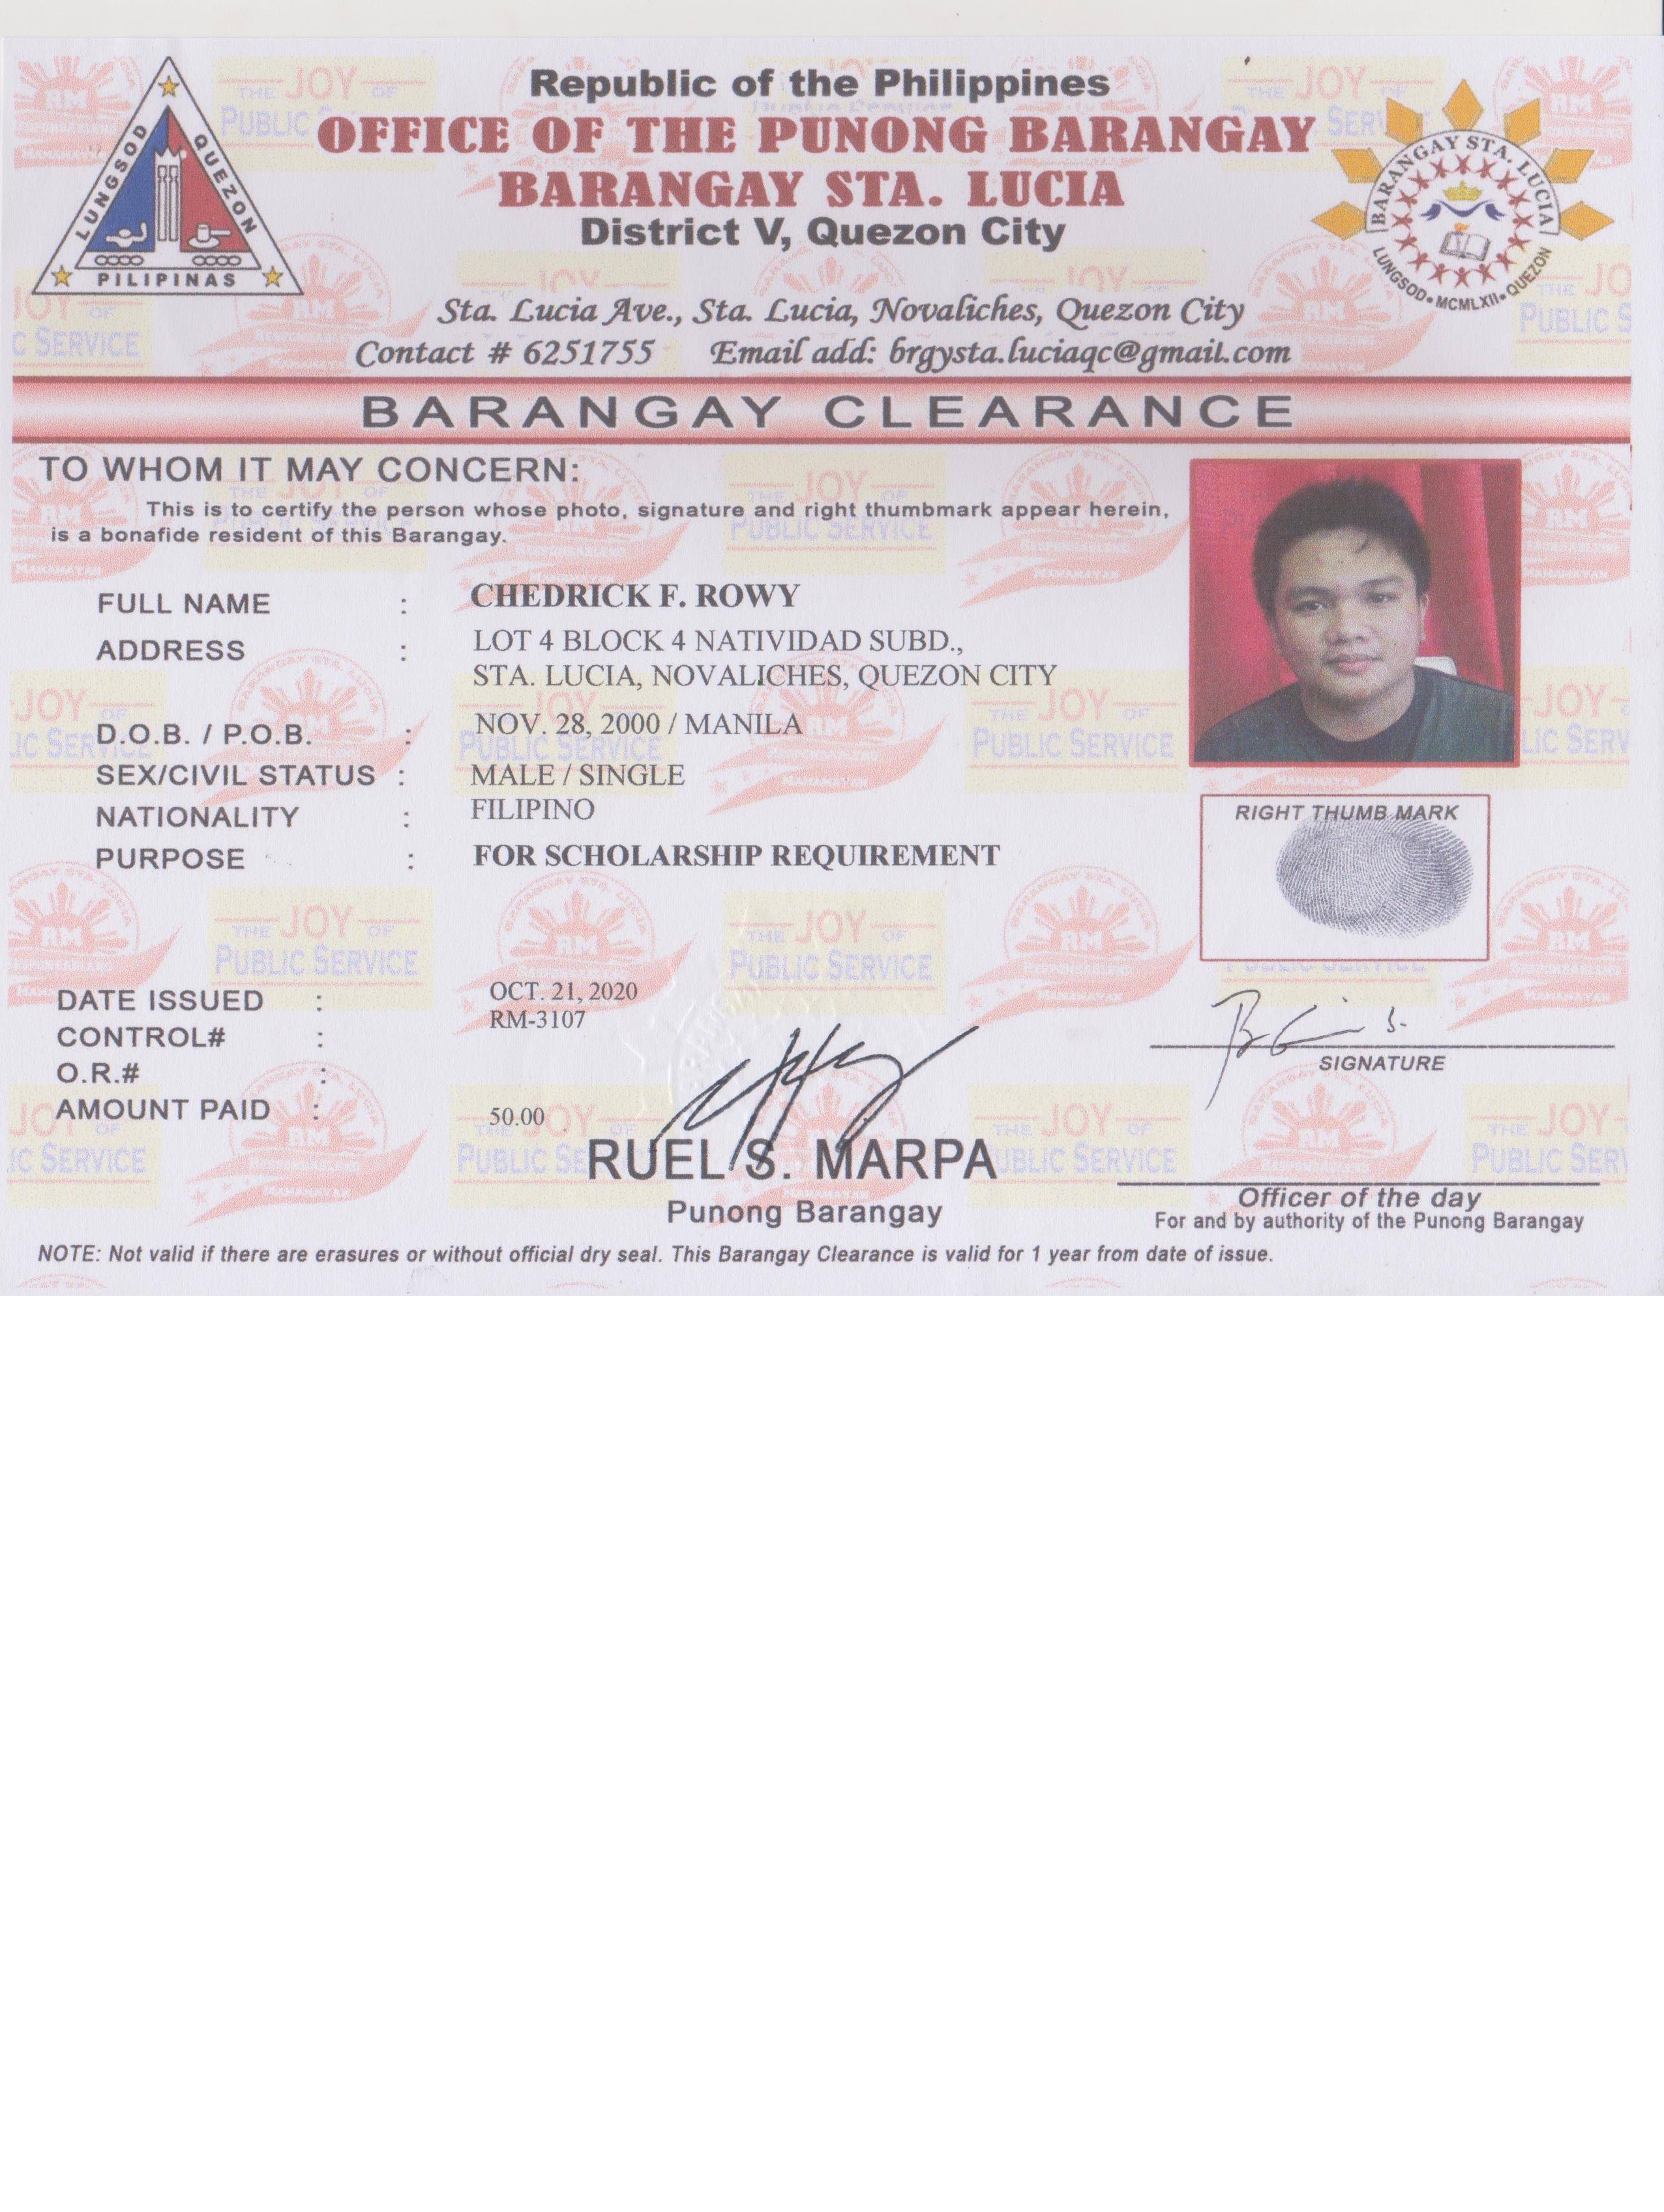 Republic of the Philippines
OFFICE OF THE PUNONG BARANGAY
BARANGAY STA. LUCIA
District V, Quezon City
LUNGSOD QUEZON
PILIPINAS
BARANGAY STA. LUCIA
LUNGSOD • MCMLXII • QUEZON
Sta. Lucia Ave., Sta. Lucia, Novaliches, Quezon City
Contact # 6251755 Email add: brgysta.luciaqc@gmail.com
BARANGAY CLEARANCE
TO WHOM IT MAY CONCERN:
This is to certify the person whose photo, signature and right thumbmark appear herein,
is a bonafide resident of this Barangay.
FULL NAME : CHEDRICK F. ROWY
ADDRESS : LOT 4 BLOCK 4 NATIVIDAD SUBD.,
STA. LUCIA, NOVALICHES, QUEZON CITY
D.O.B. / P.O.B. : NOV. 28, 2000 / MANILA
SEX/CIVIL STATUS : MALE / SINGLE
NATIONALITY : FILIPINO
PURPOSE : FOR SCHOLARSHIP REQUIREMENT
RIGHT THUMB MARK
DATE ISSUED : OCT. 21, 2020
CONTROL# : RM-3107
O.R.# :
AMOUNT PAID : 50.00
SIGNATURE
RUEL S. MARPA
Punong Barangay
Officer of the day
For and by authority of the Punong Barangay
NOTE: Not valid if there are erasures or without official dry seal. This Barangay Clearance is valid for 1 year from date of issue.
THE JOY OF
PUBLIC SERVICE